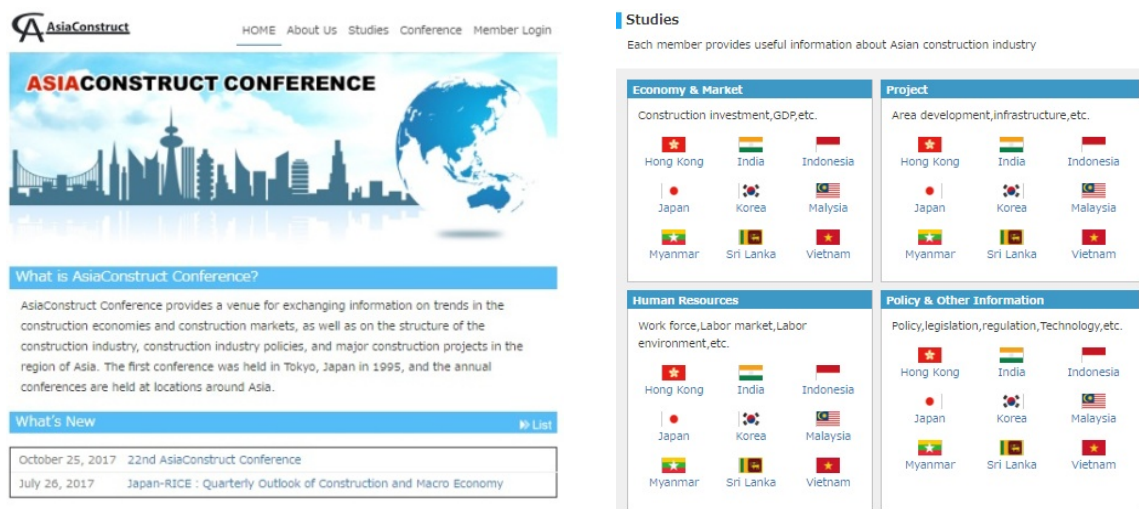 AsiaConstruct
HOME About Us Studies Conference Member Login
ASIACONSTRUCT CONFERENCE
What is AsiaConstruct Conference?
AsiaConstruct Conference provides a venue for exchanging information on trends in the
construction economies and construction markets, as well as on the structure of the
construction industry, construction industry policies, and major construction projects in the
region of Asia. The first conference was held in Tokyo, Japan in 1995, and the annual
conferences are held at locations around Asia.
What's New
List
October 25, 2017 22nd AsiaConstruct Conference
July 26, 2017 Japan-RICE : Quarterly Outlook of Construction and Macro Economy
Studies
Each member provides useful information about Asian construction industry
Economy & Market
Construction investment,GDP,etc.
Hong Kong India Indonesia
Japan Korea Malysia
Myanmar Sri Lanka Vietnam
Project
Area development,infrastructure,etc.
Hong Kong India Indonesia
Japan Korea Malaysia
Myanmar Sri Lanka Vietnam
Human Resources
Work force,Labor market,Labor
environment,etc.
Hong Kong India Indonesia
Japan Korea Malaysia
Myanmar Sri Lanka Vietnam
Policy & Other Information
Policy,legislation,regulation,Technology,etc.
Hong Kong India Indonesia
Japan Korea Malaysia
Myanmar Sri Lanka Vietnam